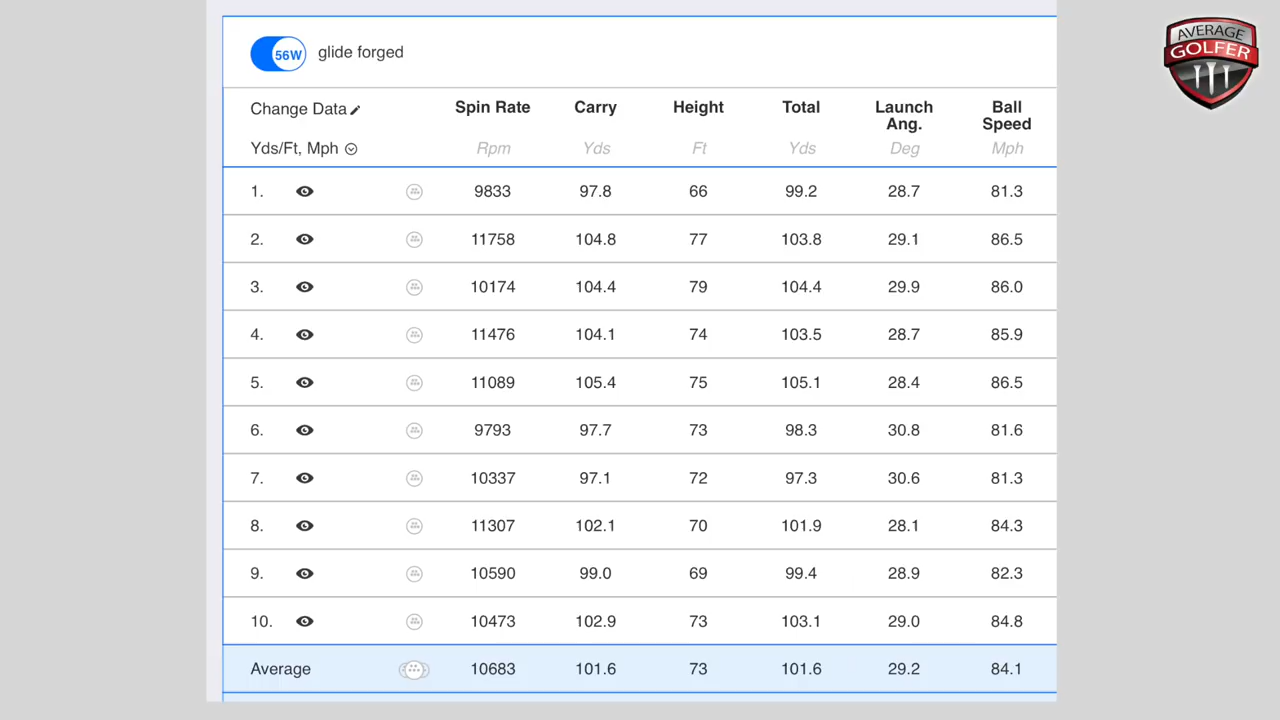 AVERAGE
GOLFER
56W glide forged
Change Data Spin Rate Carry Height Total Launch Ang. Ball Speed
Yds/Ft, Mph Rpm Yds Ft Yds Deg Mph
1. 9833 97.8 66 99.2 28.7 81.3
2. 11758 104.8 77 103.8 29.1 86.5
3. 10174 104.4 79 104.4 29.9 86.0
4. 11476 104.1 74 103.5 28.7 85.9
5. 11089 105.4 75 105.1 28.4 86.5
6. 9793 97.7 73 98.3 30.8 81.6
7. 10337 97.1 72 97.3 30.6 81.3
8. 11307 102.1 70 101.9 28.1 84.3
9. 10590 99.0 69 99.4 28.9 82.3
10. 10473 102.9 73 103.1 29.0 84.8
Average 10683 101.6 73 101.6 29.2 84.1